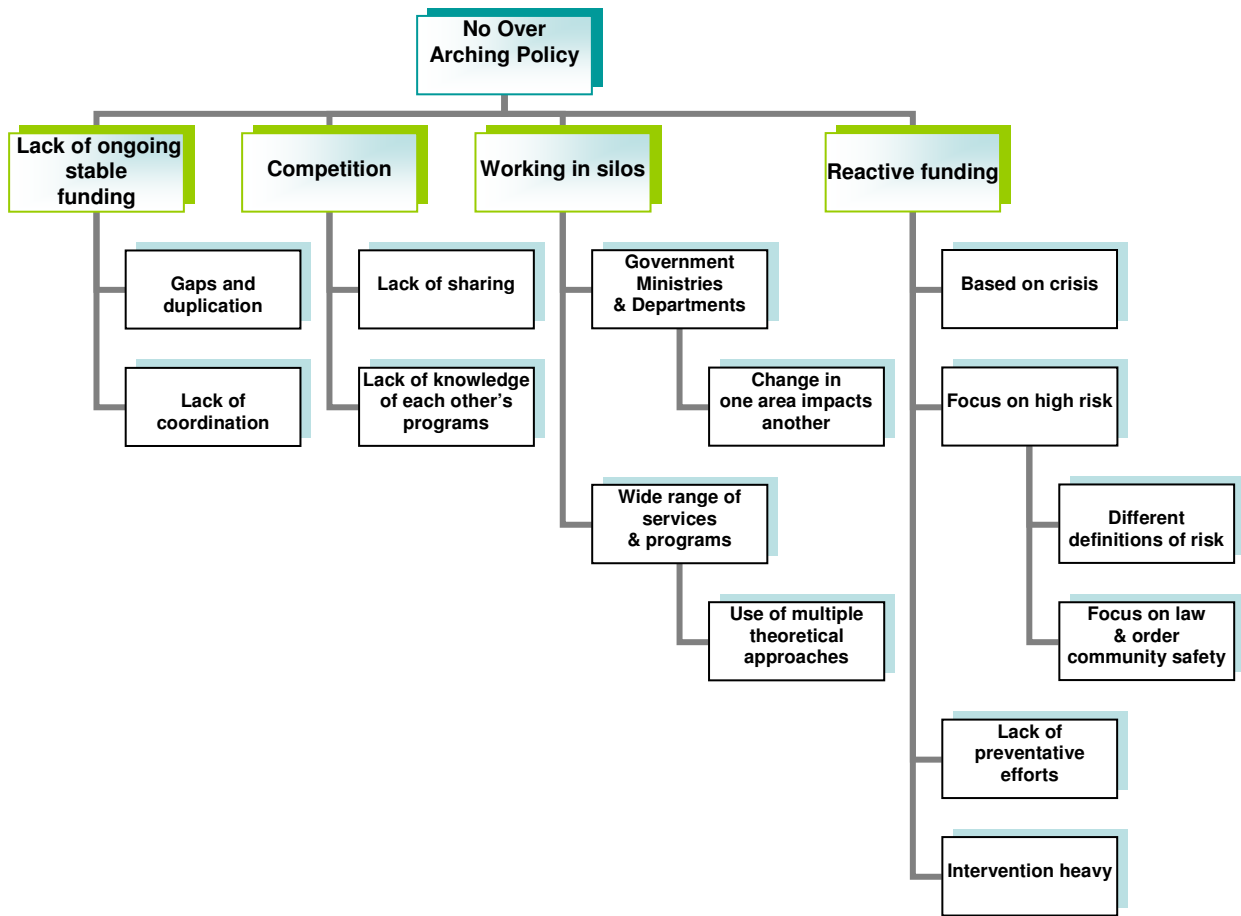 No Over
Arching Policy
Lack of ongoing
stable
funding
Competition
Working in silos
Reactive funding
Gaps and
duplication
Lack of
coordination
Lack of sharing
Lack of knowledge
of each other's
programs
Government
Ministries
& Departments
Change in
one area impacts
another
Wide range of
services
& programs
Use of multiple
theoretical
approaches
Based on crisis
Focus on high risk
Different
definitions of risk
Focus on law
& order
community safety
Lack of
preventative
efforts
Intervention heavy